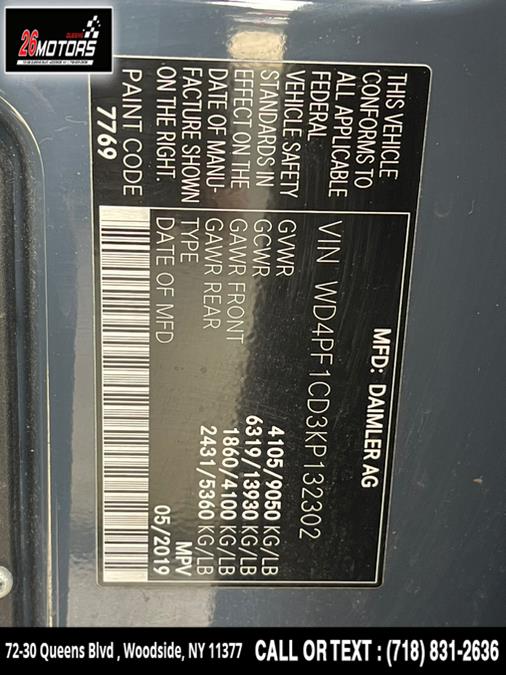 26 MOTORS
QUEENS
MFD: DAIMLER AG
VIN WD4PF1CD3KP132302
GVWR 4105/9050 KG/LB
GCWR 6319/13930 KG/LB
GAWR FRONT 1860/4100 KG/LB
GAWR REAR 2431/5360 KG/LB
TYPE MPV
DATE OF MFD 05/2019
THIS VEHICLE
CONFORMS TO
ALL APPLICABLE
FEDERAL
VEHICLE SAFETY
STANDARDS IN
EFFECT ON THE
DATE OF MANU-
FACTURE SHOWN
ON THE RIGHT.
PAINT CODE
7769
72-30 Queens Blvd , Woodside, NY 11377 CALL OR TEXT : (718) 831-2636